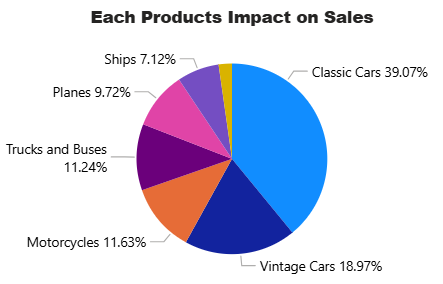 Each Products Impact on Sales
Ships 7.12%
Classic Cars 39.07%
Planes 9.72%
Trucks and Buses
11.24%
Motorcycles 11.63%
Vintage Cars 18.97%